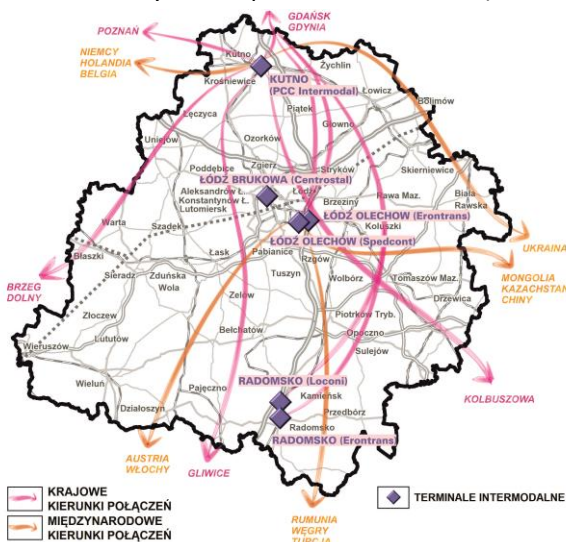 GDAŃSK
GDYNIA
POZNAŃ
NIEMCY
HOLANDIA
BELGIA
Kutno
KUTNO
(PCC Intermodal)
Żychlin
Krośniewice
Łowicz
Bolimów
Piątek
Łęczyca
Głowno
Uniejów
Ozorków
Stryków
Skierniewice
Poddębice
Zgierz
ŁÓDŹ BRUKOWA (Centrostal)
Aleksandrów Ł.
Łódź
Brzeziny
Rawa Maz.
Biała
Rawska
Konstantynów Ł.
Lutomiersk
ŁÓDŹ OLECHÓW (Erontrans)
Warta
Szadek
Koluszki
ŁÓDŹ OLECHÓW (Spedcont)
UKRAINA
Błaszki
Łask
Pabianice
Rzgów
Sieradz
Zduńska
Wola
Tuszyn
Wolbórz
Tomaszów Maz.
MONGOLIA
KAZACHSTAN
CHINY
BRZEG
DOLNY
Zelów
Drzewica
Złoczew
Piotrków Tryb.
Bełchatów
Opoczno
Wieruszów
Lututów
Sulejów
Wieluń
Pajęczno
RADOMSKO (Loconi)
Kamieńsk
KOLBUSZOWA
Działoszyn
Przedbórz
Radomsko
RADOMSKO (Erontrans)
AUSTRIA
WŁOCHY
GLIWICE
KRAJOWE
KIERUNKI POŁĄCZEŃ
TERMINALE INTERMODALNE
MIĘDZYNARODOWE
KIERUNKI POŁĄCZEŃ
RUMUNIA
WĘGRY
TURCJA